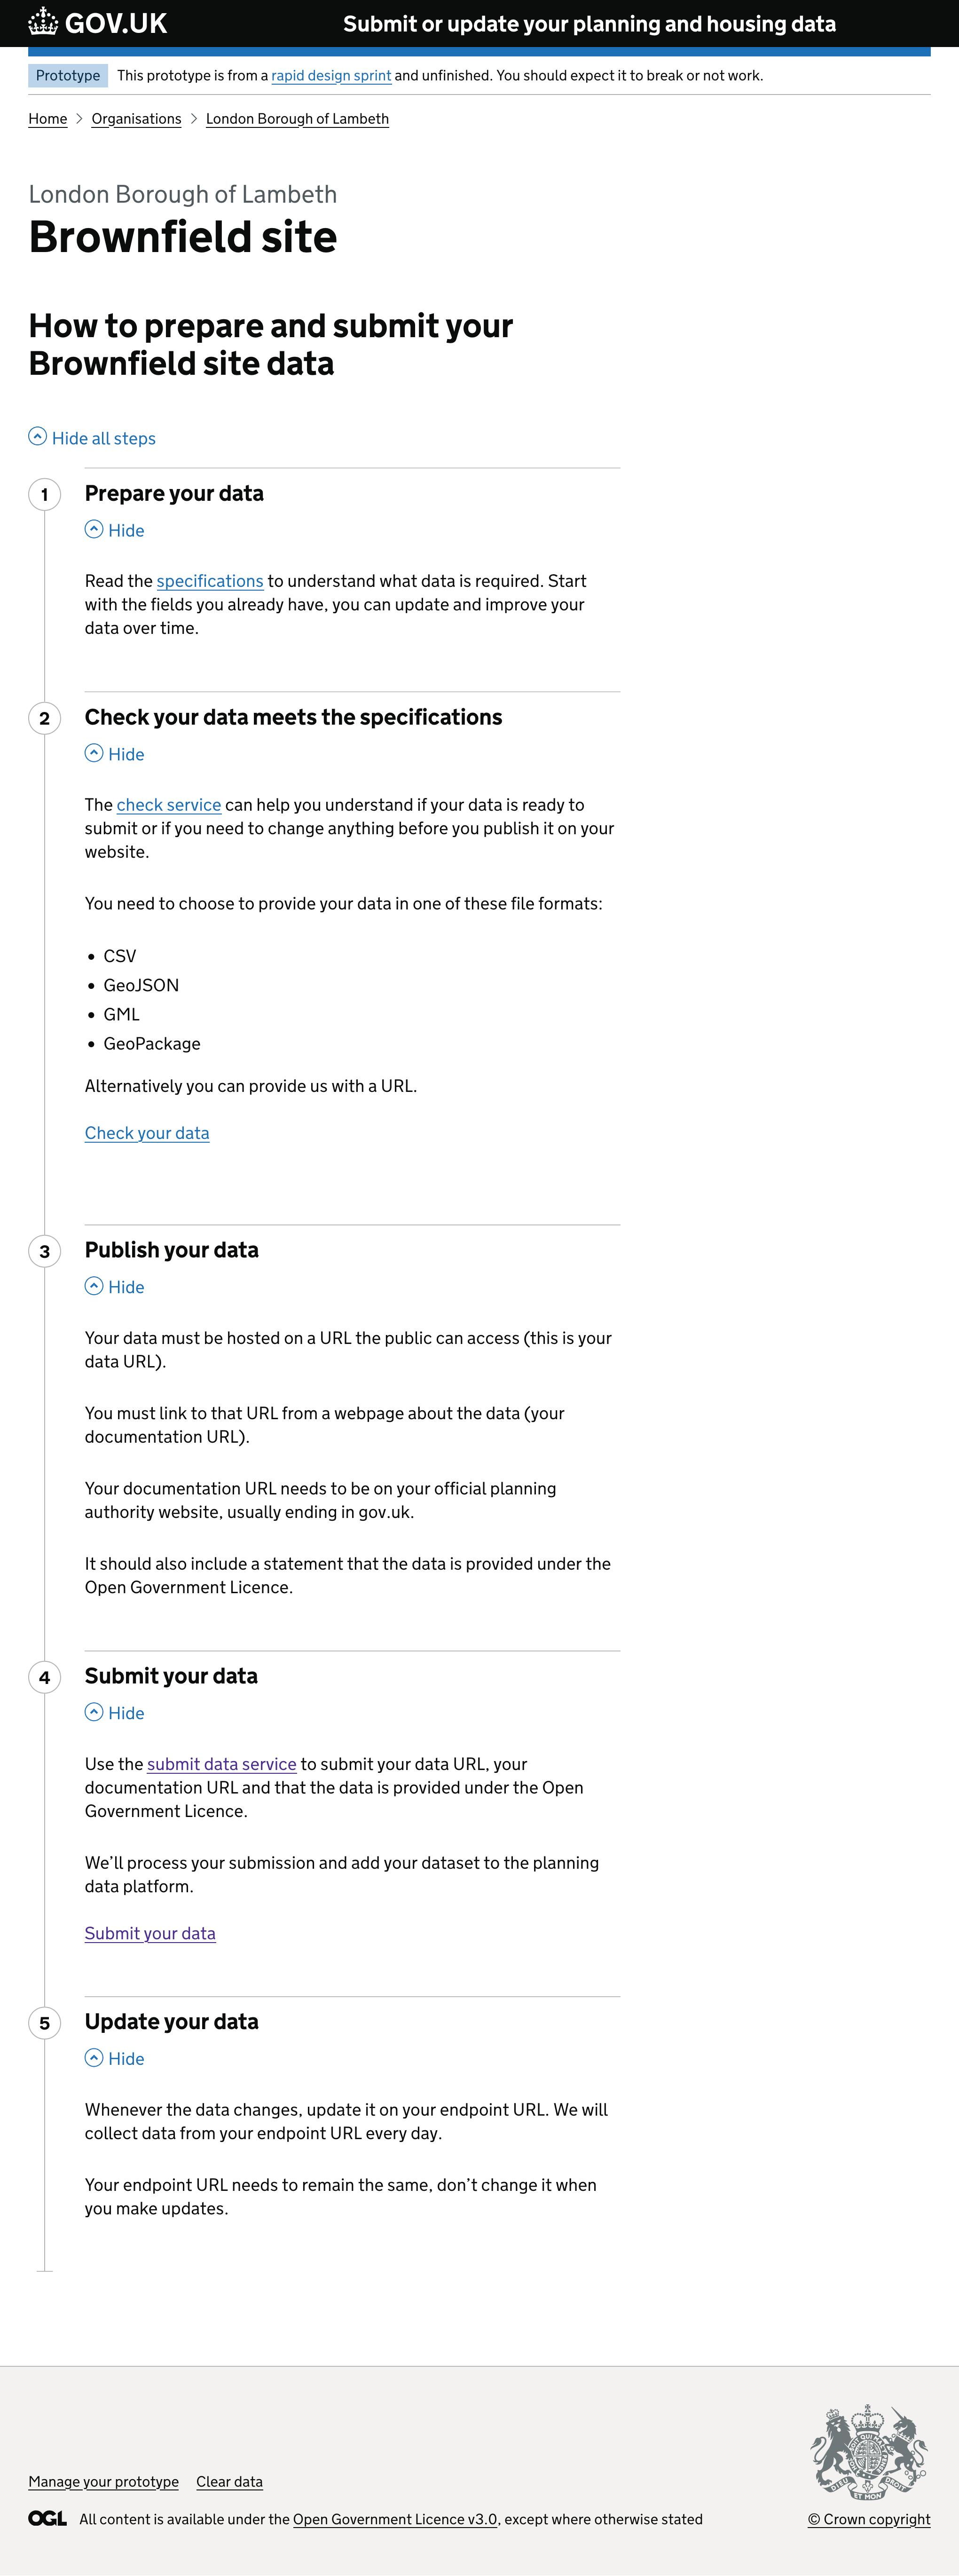 GOV.UK
Submit or update your planning and housing data
Prototype
This prototype is from a rapid design sprint and unfinished. You should expect it to break or not work.
Home
Organisations
London Borough of Lambeth
London Borough of Lambeth
Brownfield site
How to prepare and submit your
Brownfield site data
Hide all steps
1
Prepare your data
Hide
Read the specifications to understand what data is required. Start
with the fields you already have, you can update and improve your
data over time.
2
Check your data meets the specifications
Hide
The check service can help you understand if your data is ready to
submit or if you need to change anything before you publish it on your
website.
You need to choose to provide your data in one of these file formats:
• CSV
• GeoJSON
• GML
• GeoPackage
Alternatively you can provide us with a URL.
Check your data
3
Publish your data
Hide
Your data must be hosted on a URL the public can access (this is your
data URL).
You must link to that URL from a webpage about the data (your
documentation URL).
Your documentation URL needs to be on your official planning
authority website, usually ending in gov.uk.
It should also include a statement that the data is provided under the
Open Government Licence.
4
Submit your data
Hide
Use the submit data service to submit your data URL, your
documentation URL and that the data is provided under the Open
Government Licence.
We’ll process your submission and add your dataset to the planning
data platform.
Submit your data
5
Update your data
Hide
Whenever the data changes, update it on your endpoint URL. We will
collect data from your endpoint URL every day.
Your endpoint URL needs to remain the same, don’t change it when
you make updates.
Manage your prototype
Clear data
OGL
All content is available under the Open Government Licence v3.0, except where otherwise stated
DIEU ET MON DROIT
© Crown copyright